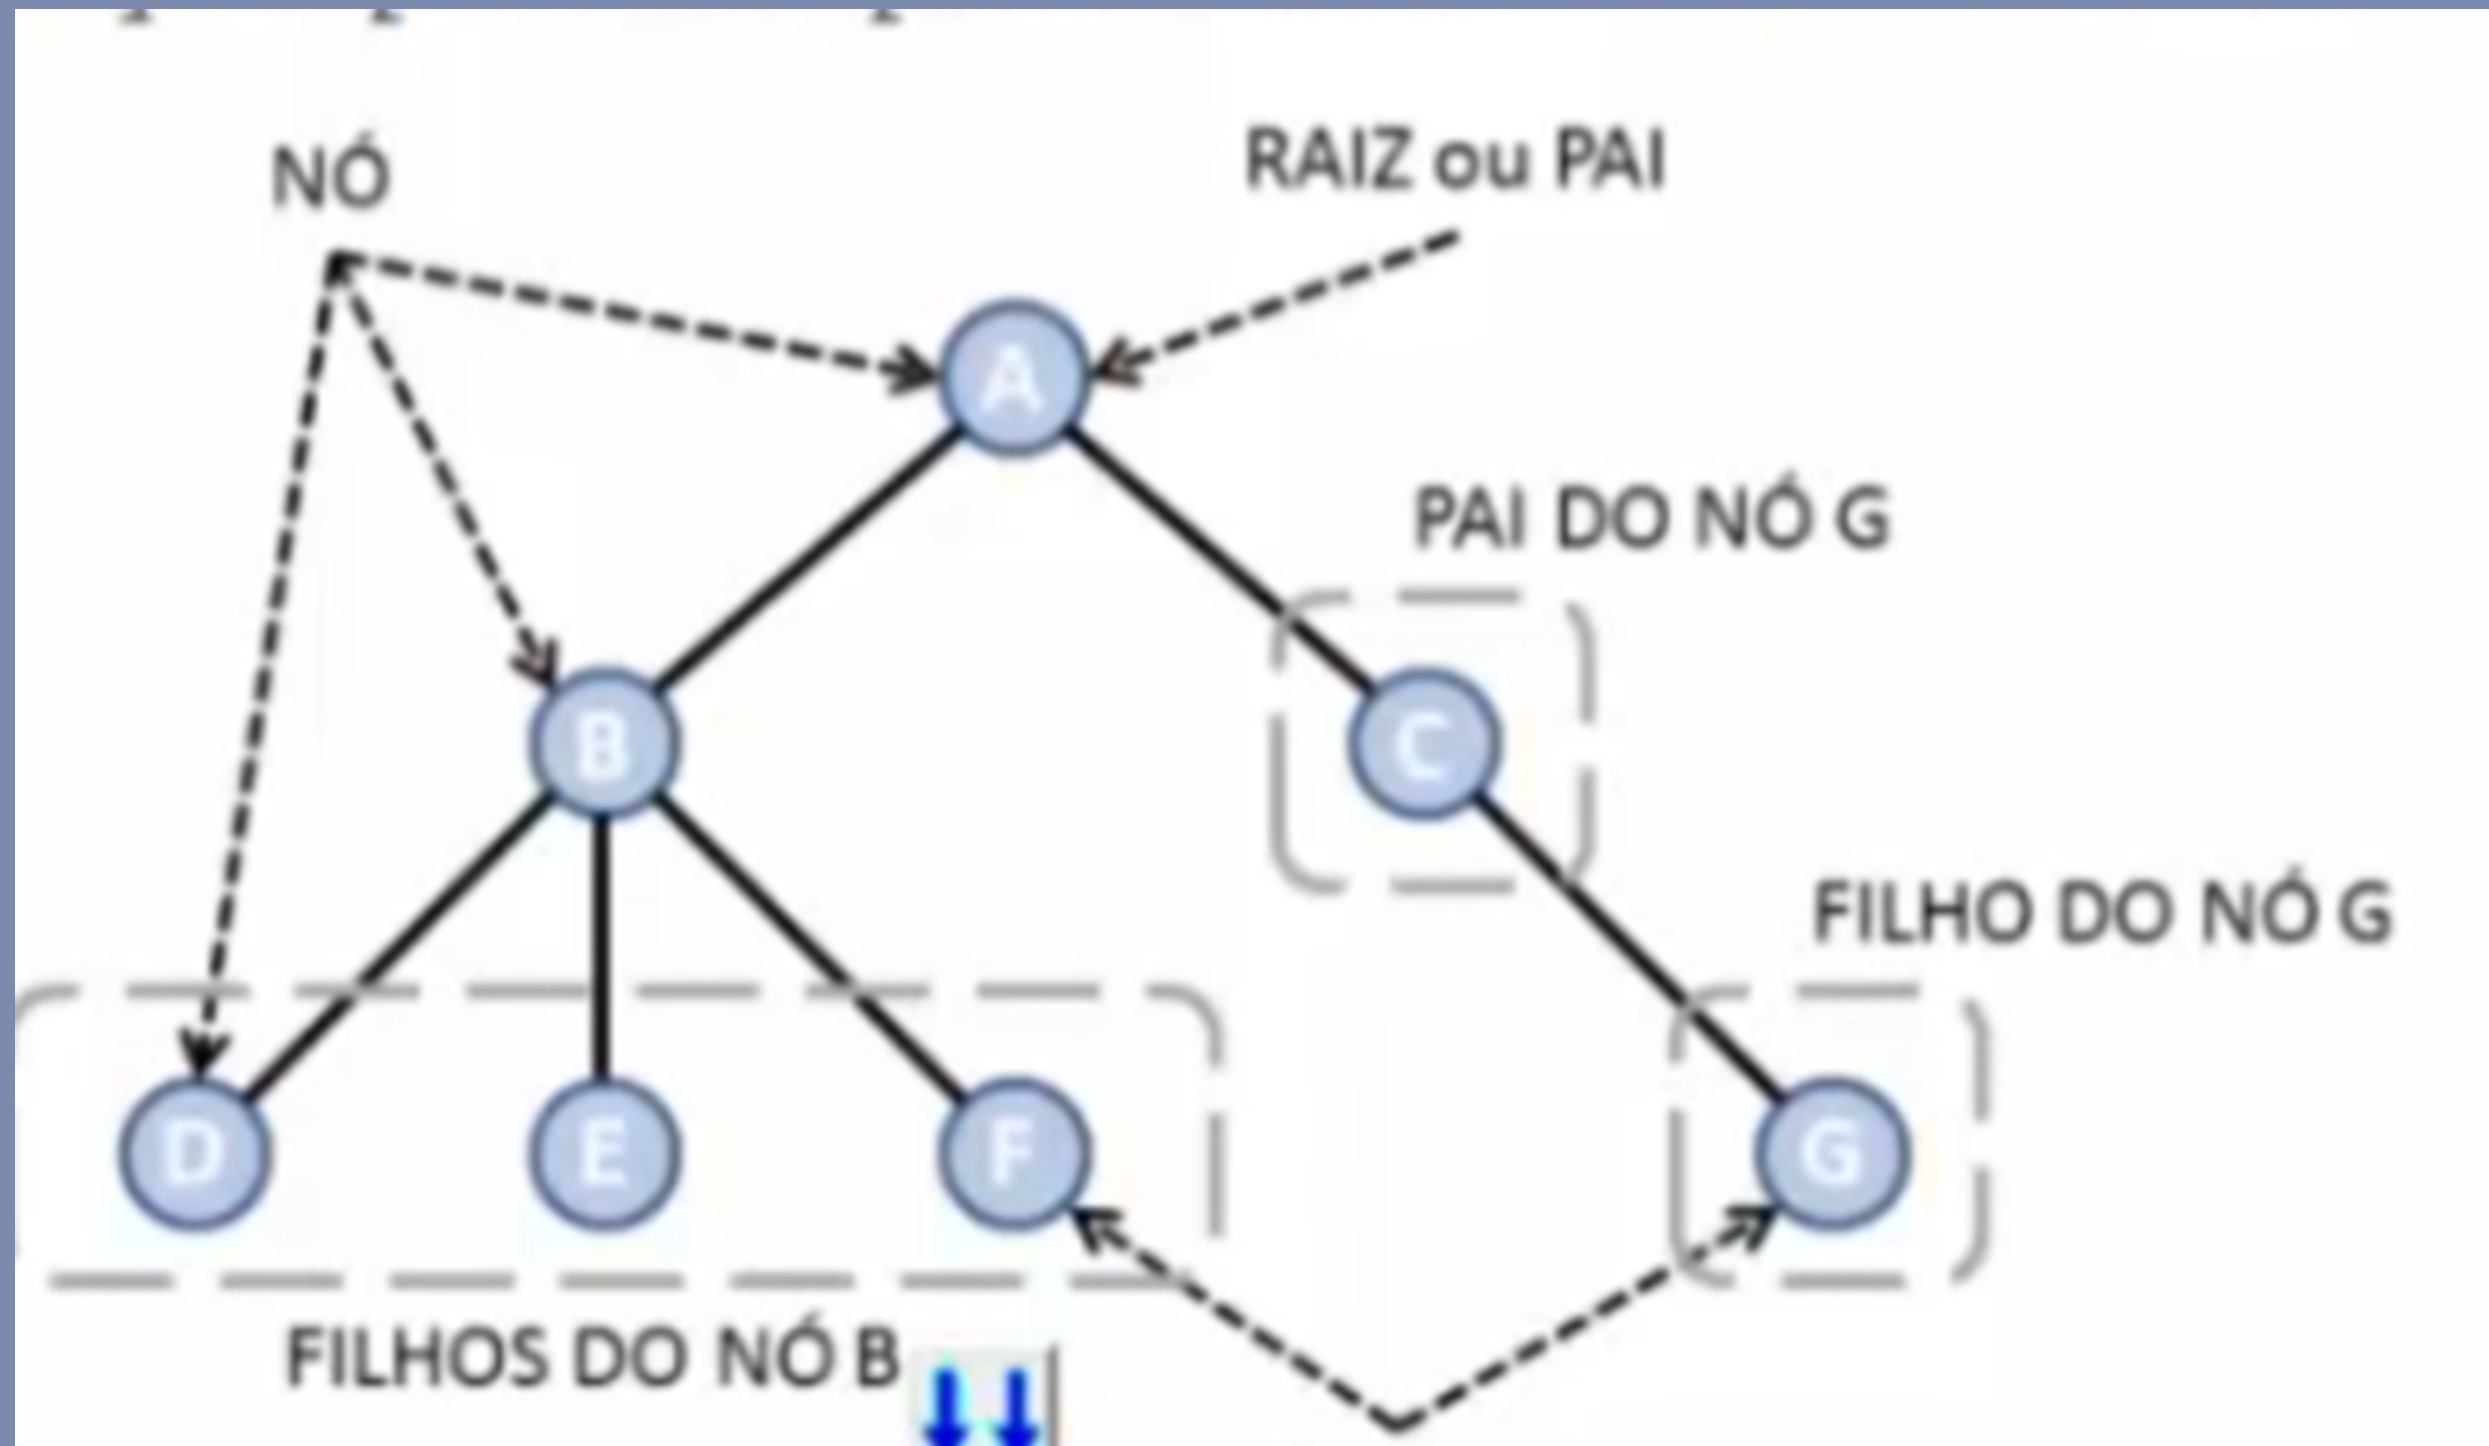 NÓ
RAIZ ou PAI
A
PAI DO NÓ G
B
C
FILHO DO NÓ G
D
E
F
G
FILHOS DO NÓ B